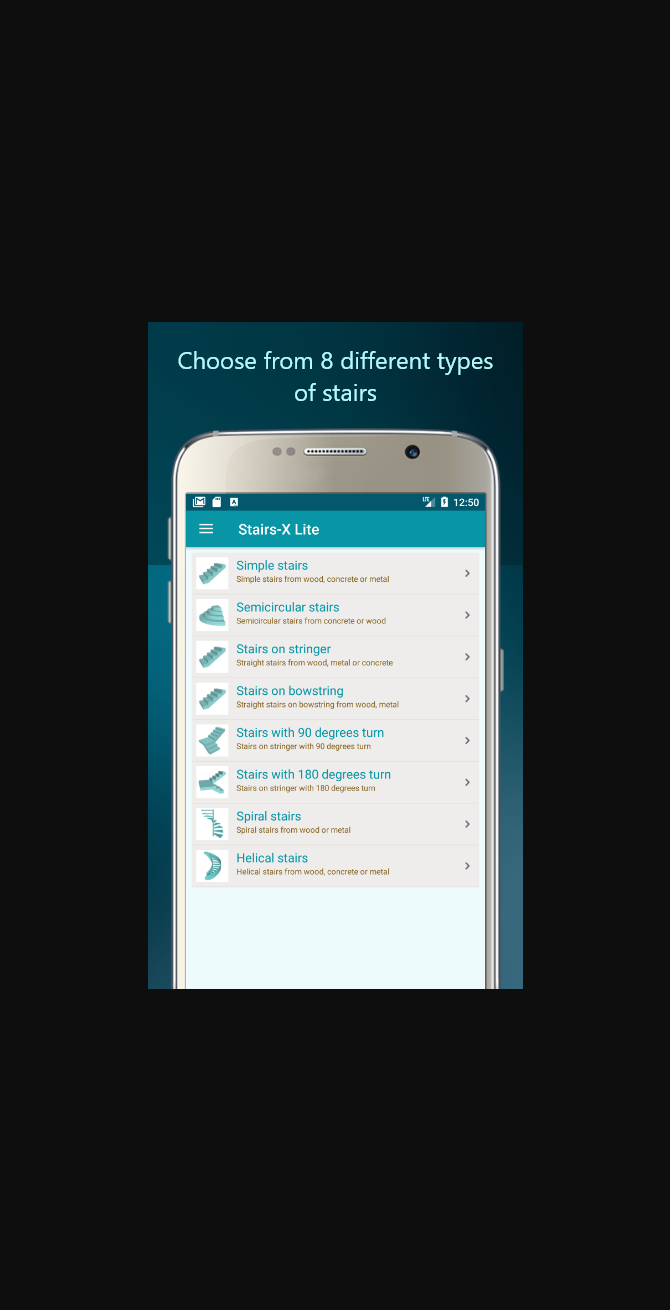 Choose from 8 different types
of stairs
12:50
Stairs-X Lite
Simple stairs
Simple stairs from wood, concrete or metal
Semicircular stairs
Semicircular stairs from concrete or wood
Stairs on stringer
Straight stairs from wood, metal or concrete
Stairs on bowstring
Straight stairs on bowstring from wood, metal
Stairs with 90 degrees turn
Stairs on stringer with 90 degrees turn
Stairs with 180 degrees turn
Stairs on stringer with 180 degrees turn
Spiral stairs
Spiral stairs from wood or metal
Helical stairs
Helical stairs from wood, concrete or metal